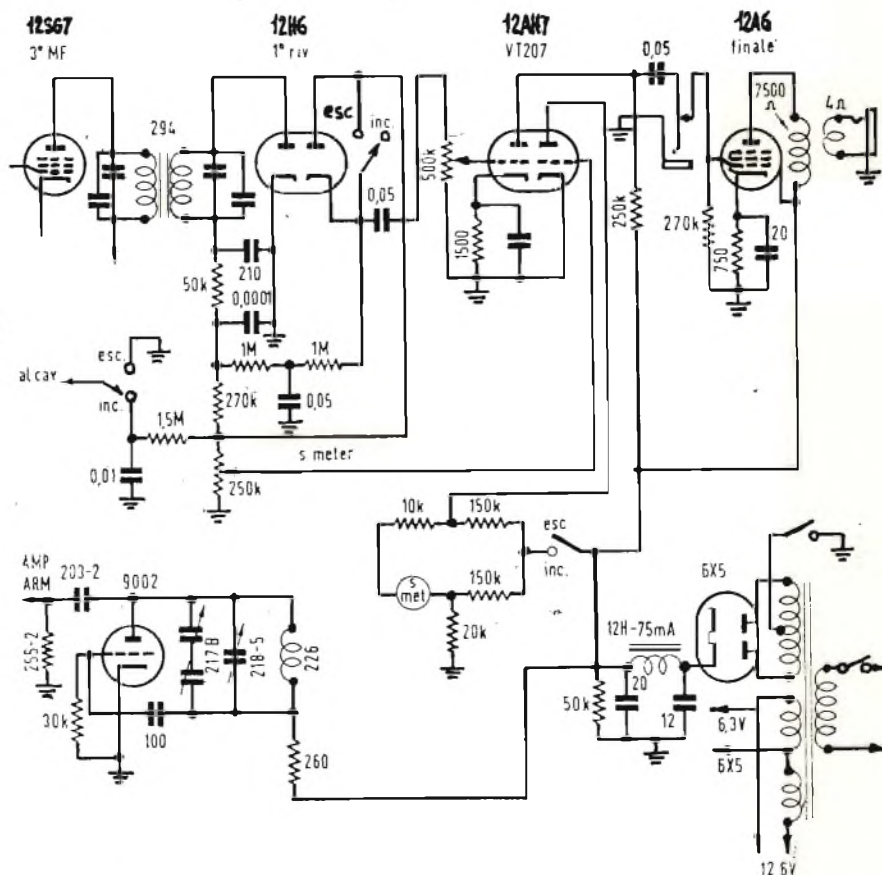 12SG7
3° MF
12H6
1° riv
12AH7
VT207
12A6
finale
294
esc
inc.
0,05
500k
1500
0,05
250k
270k
7500
Ω
4Ω
750
20
50k
210
0,0001
1M
1M
0,05
esc.
al cav
inc.
1,5M
0,01
270k
s meter
250k
10k
150k
esc
inc.
s
met
150k
20k
AMP
ARM
203-2
9002
255-2
30k
100
217B
218-5
226
260
6X5
12H-75mA
50k
20
12
6,3V
6X5
12.6V